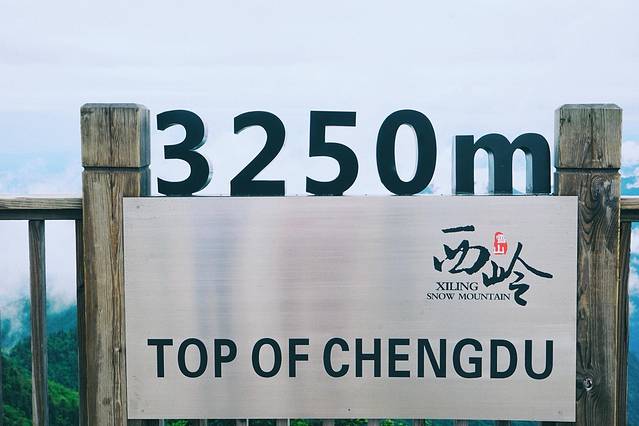 3250m
西岭
XILING
SNOW MOUNTAIN
TOP OF CHENGDU